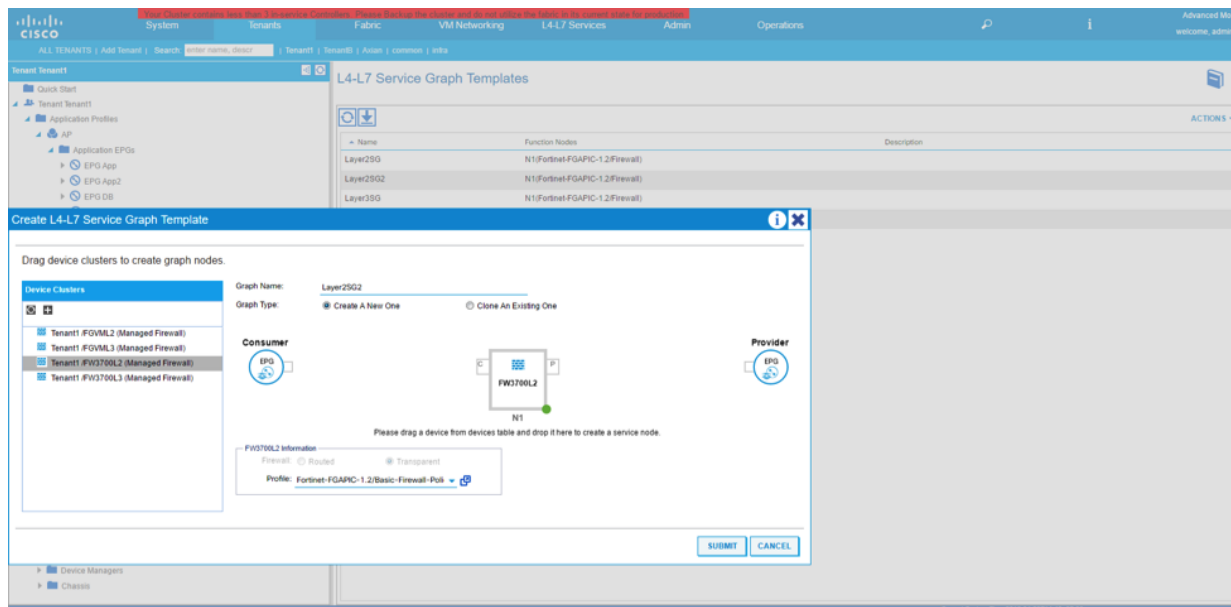 Your Cluster contains less than 3 in-service Controllers. Please Backup the cluster and do not utilize the fabric in its current state for production
CISCO
System Tenants Fabric VM Networking L4-L7 Services Admin Operations
i
Advanced Mo
welcome, admi
ALL TENANTS | Add Tenant | Search: enter name, descr | Tenant1 | TenantB | Asian | common | infra
Tenant Tenant1
Quick Start
Tenant Tenant1
Application Profiles
AP
Application EPGs
EPG App
EPG App2
EPG DB
L4-L7 Service Graph Templates
ACTIONS
Name Function Nodes Description
Layer2SG N1(Fortinet-FGAPIC-1.2/Firewall)
Layer2SG2 N1(Fortinet-FGAPIC-1.2/Firewall)
Layer3SG N1(Fortinet-FGAPIC-1.2/Firewall)
Create L4-L7 Service Graph Template
i
Drag device clusters to create graph nodes.
Device Clusters
Tenant1/FGVML2 (Managed Firewall)
Tenant1/FGVML3 (Managed Firewall)
Tenant1/FW3700L2 (Managed Firewall)
Tenant1/FW3700L3 (Managed Firewall)
Graph Name: Layer2SG2
Graph Type: Create A New One Clone An Existing One
Consumer
EPG
C
FW3700L2
P
N1
Provider
EPG
Please drag a device from devices table and drop it here to create a service node.
FW3700L2 Information
Firewall: Routed Transparent
Profile: Fortinet-FGAPIC-1.2/Basic-Firewall-Poli
SUBMIT CANCEL
Device Managers
Chassis